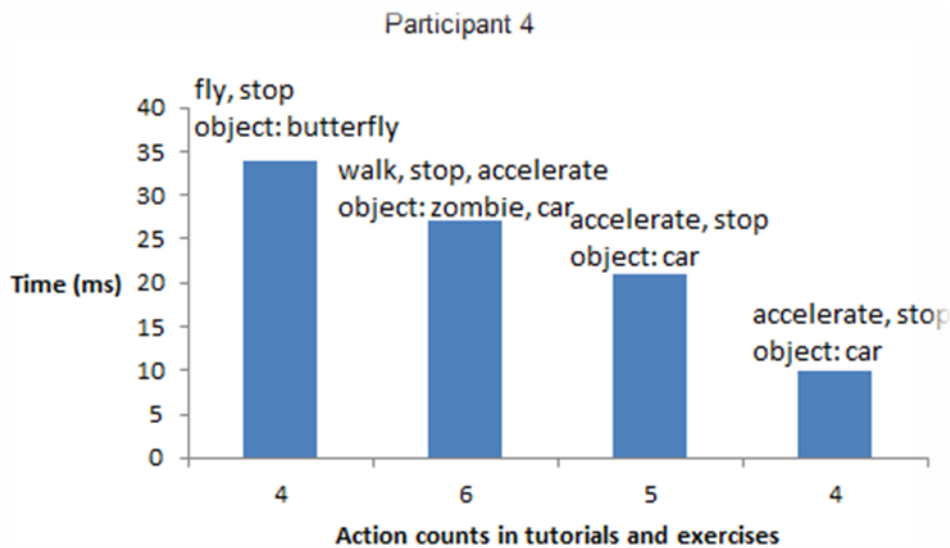 Participant 4
fly, stop
object: butterfly
walk, stop, accelerate
object: zombie, car
accelerate, stop
object: car
accelerate, stop
object: car
40
35
30
25
20
15
10
5
0
Time (ms)
4 6 5 4
Action counts in tutorials and exercises